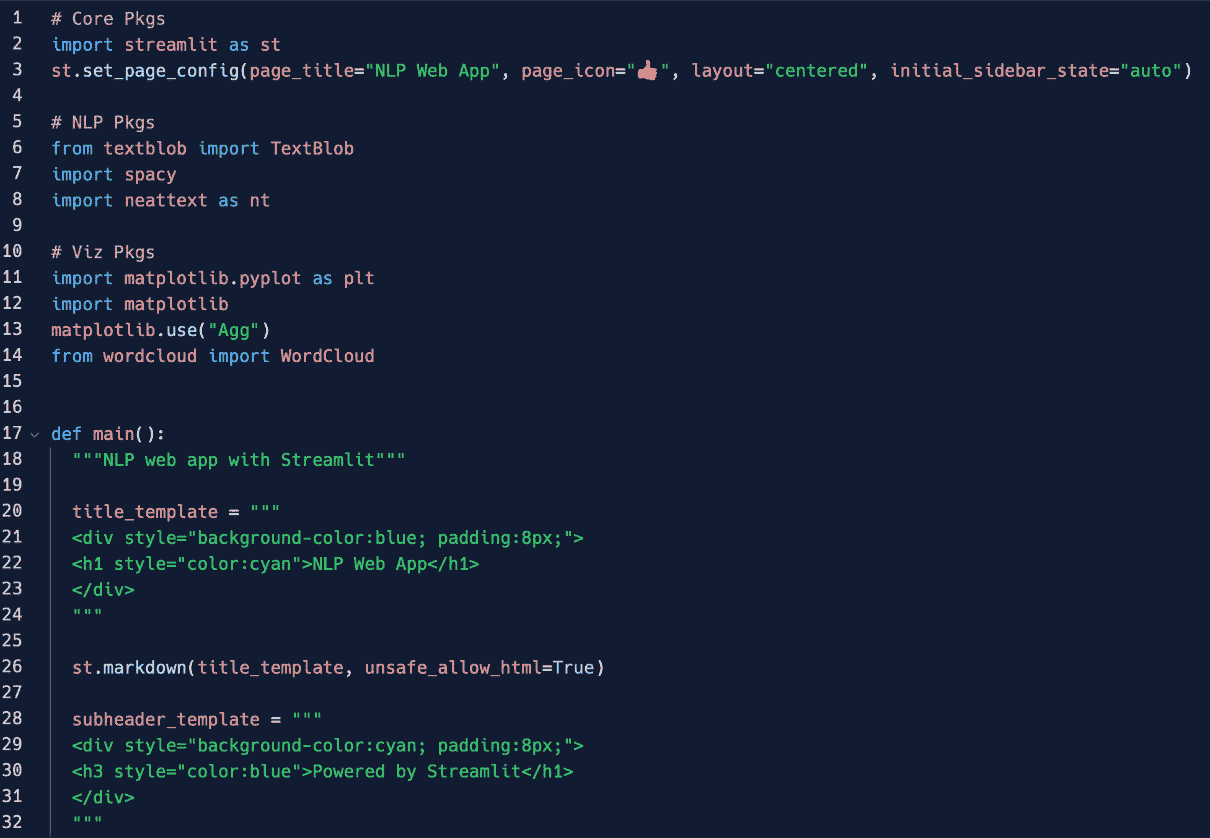 1 # Core Pkgs
2 import streamlit as st
3 st.set_page_config(page_title="NLP Web App", page_icon="👍🏽", layout="centered", initial_sidebar_state="auto")
4
5 # NLP Pkgs
6 from textblob import TextBlob
7 import spacy
8 import neattext as nt
9
10 # Viz Pkgs
11 import matplotlib.pyplot as plt
12 import matplotlib
13 matplotlib.use("Agg")
14 from wordcloud import WordCloud
15
16
17 def main():
18   """NLP web app with Streamlit"""
19
20   title_template = """
21   <div style="background-color:blue; padding:8px;">
22   <h1 style="color:cyan">NLP Web App</h1>
23   </div>
24   """
25
26   st.markdown(title_template, unsafe_allow_html=True)
27
28   subheader_template = """
29   <div style="background-color:cyan; padding:8px;">
30   <h3 style="color:blue">Powered by Streamlit</h1>
31   </div>
32   """